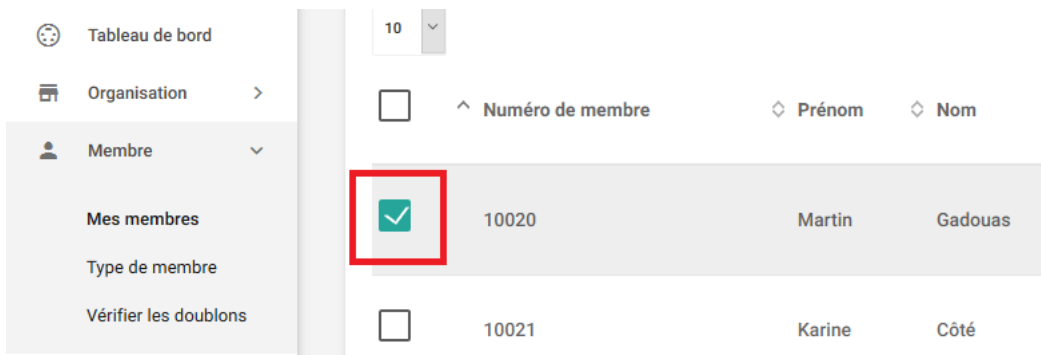 Tableau de bord
Organisation
Membre
Mes membres
Type de membre
Vérifier les doublons
10
Numéro de membre Prénom Nom
10020 Martin Gadouas
10021 Karine Côté